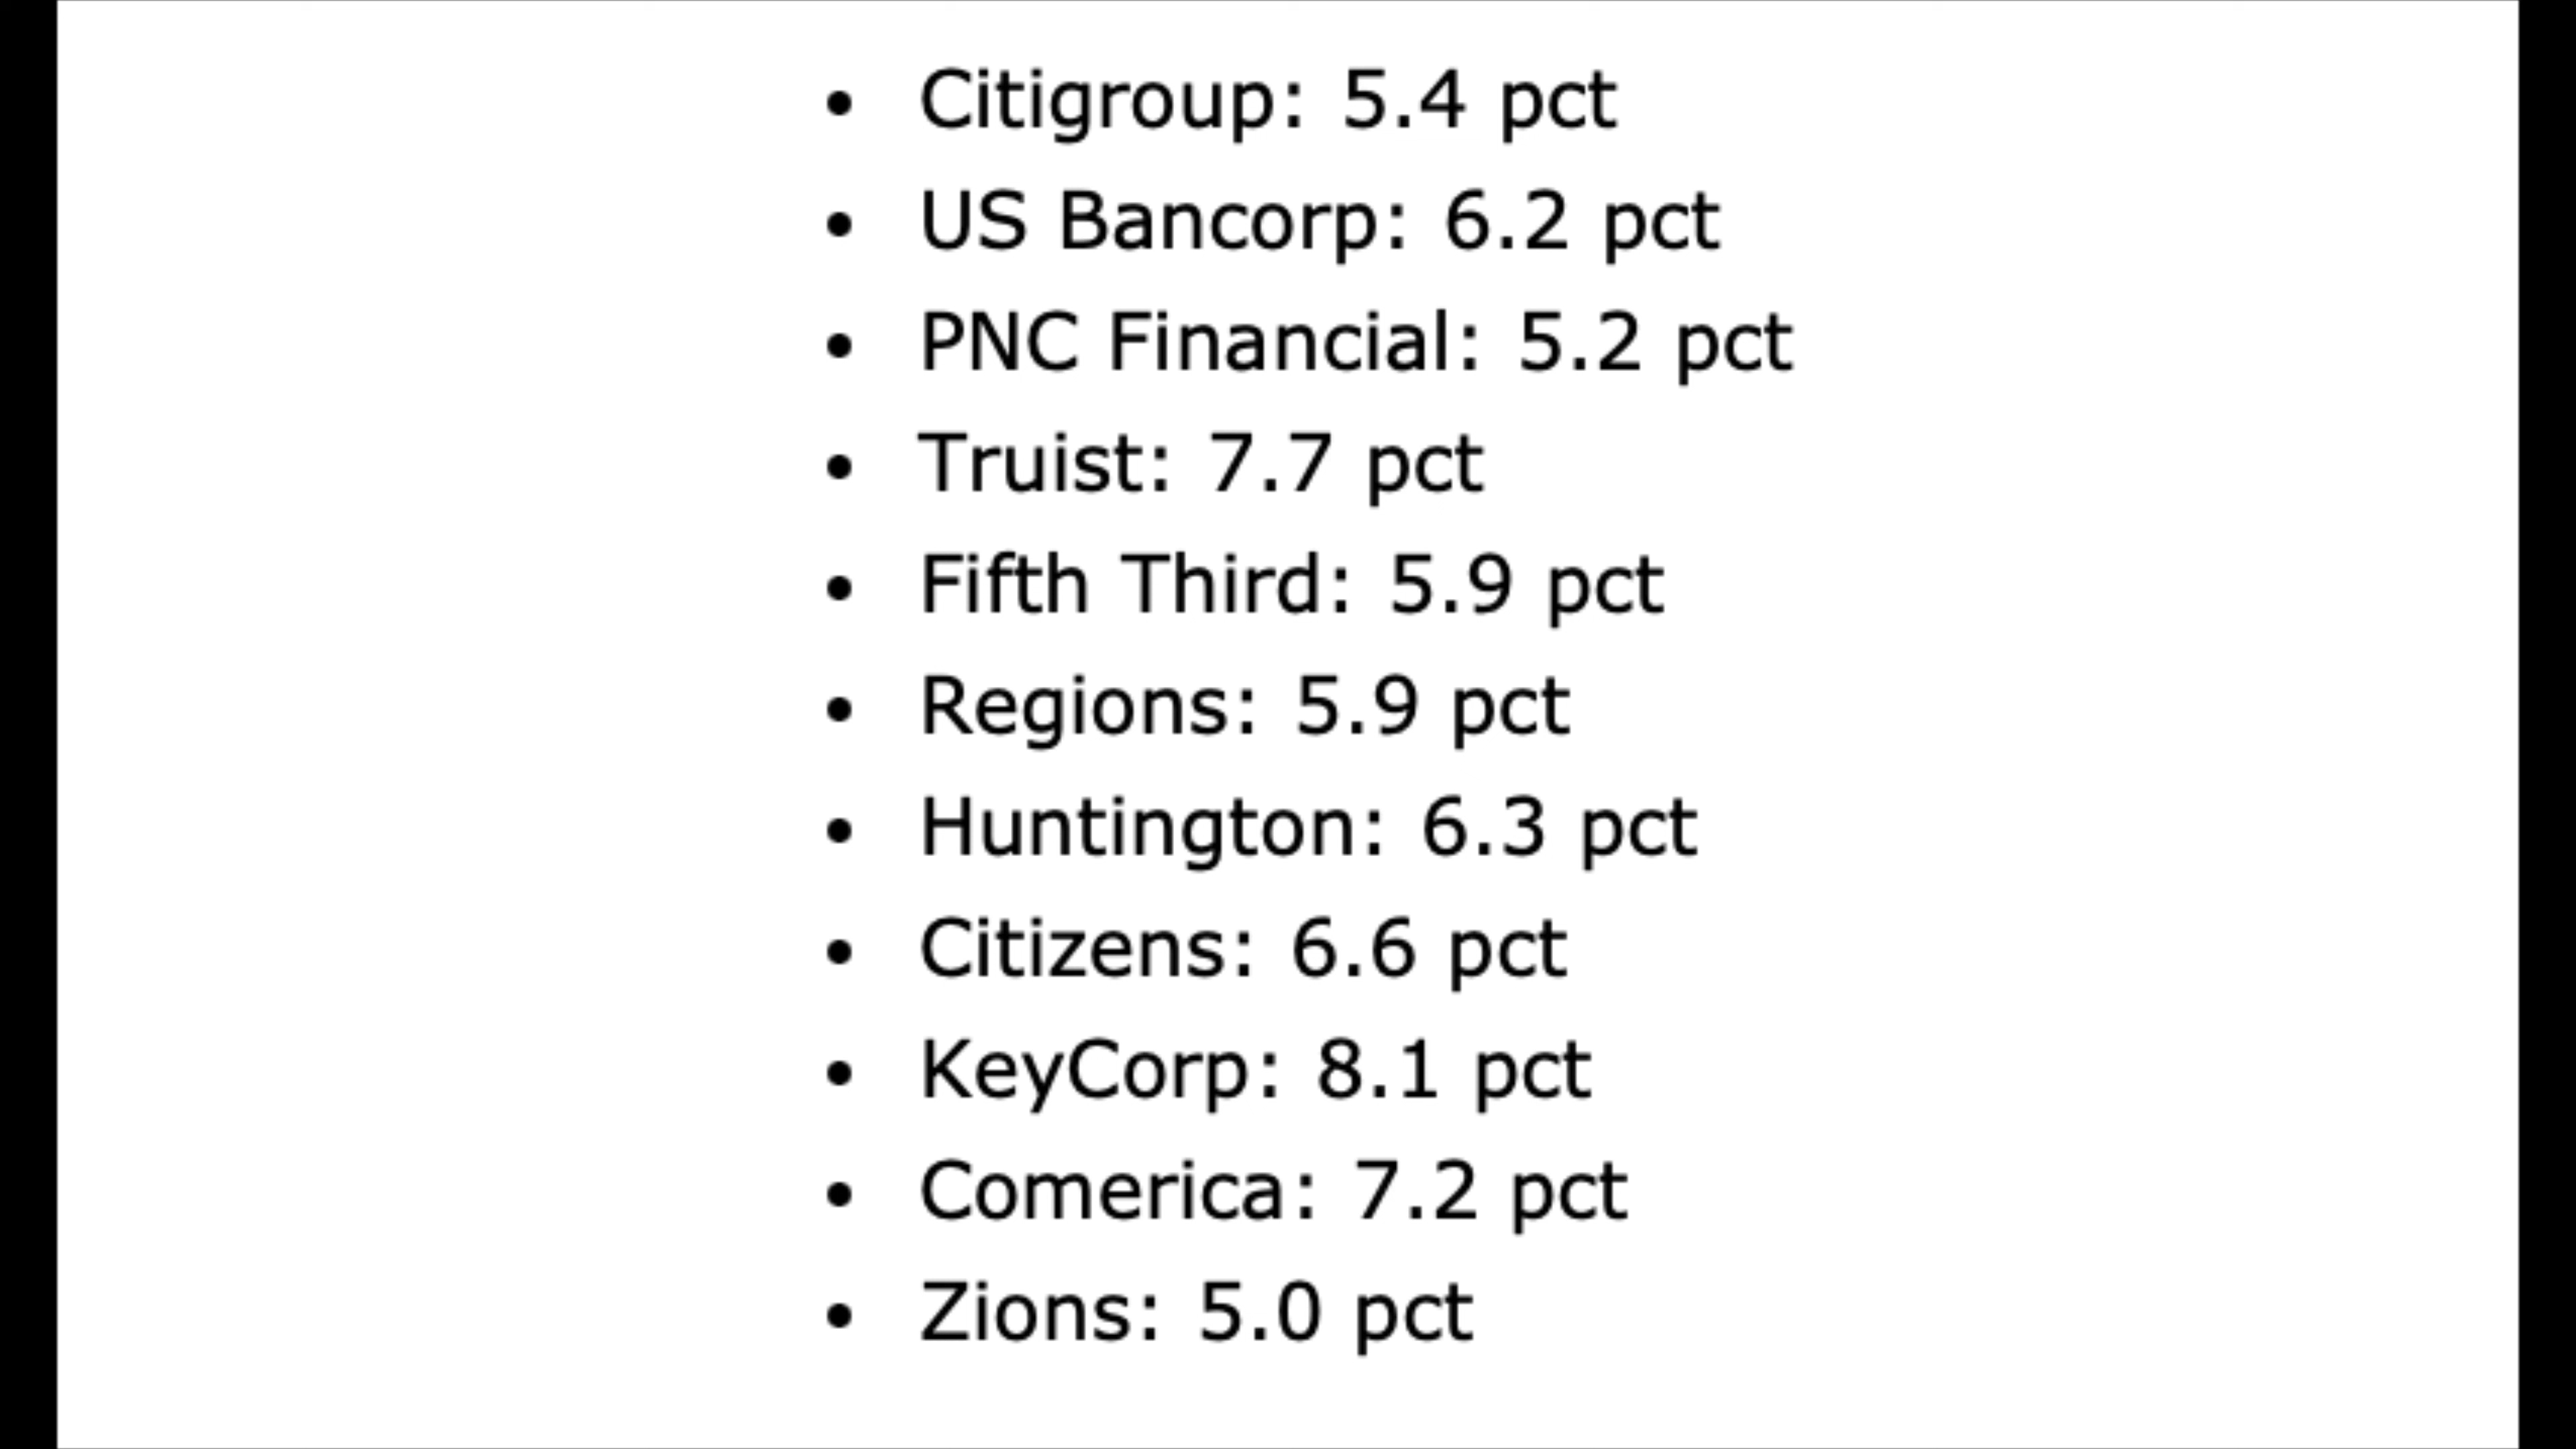 • Citigroup: 5.4 pct
• US Bancorp: 6.2 pct
• PNC Financial: 5.2 pct
• Truist: 7.7 pct
• Fifth Third: 5.9 pct
• Regions: 5.9 pct
• Huntington: 6.3 pct
• Citizens: 6.6 pct
• KeyCorp: 8.1 pct
• Comerica: 7.2 pct
• Zions: 5.0 pct